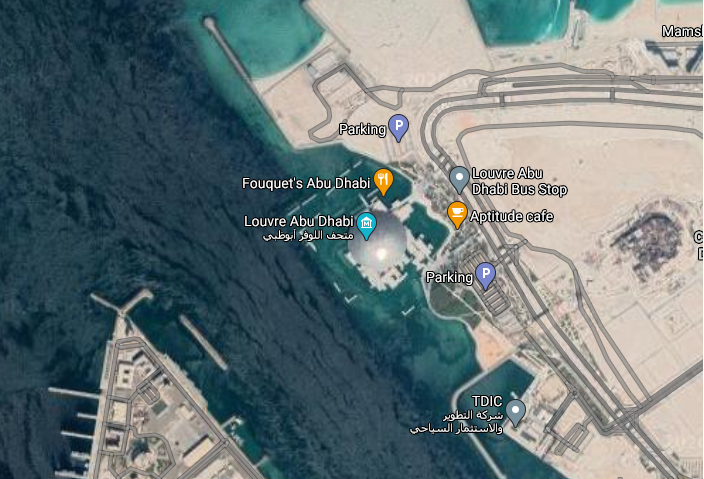 Mams
Parking
P
Fouquet's Abu Dhabi
Louvre Abu
Dhabi Bus Stop
Louvre Abu Dhabi
متحف اللوفر أبوظبي
Aptitude cafe
C
D
Parking
P
TDIC
شركة التطوير
والاستثمار السياحي